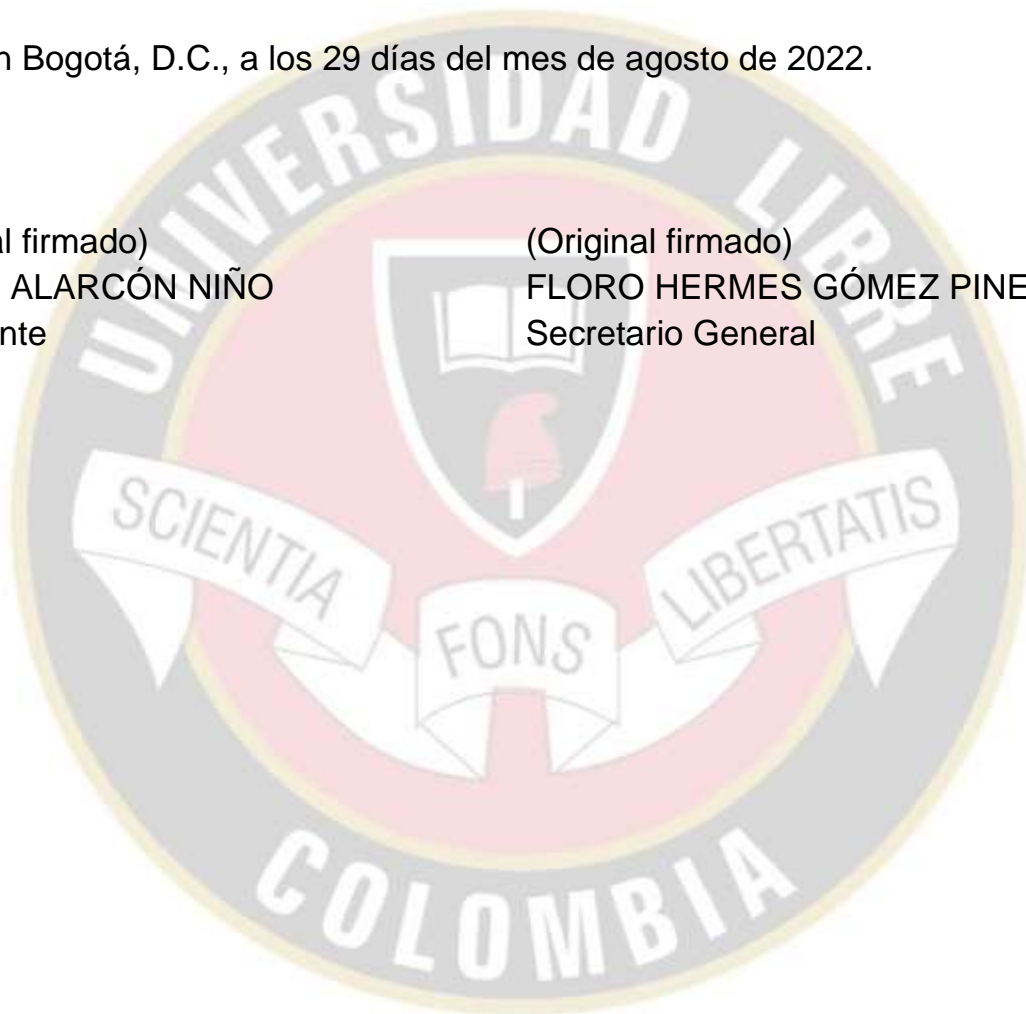 n Bogotá, D.C., a los 29 días del mes de agosto de 2022.
al firmado)
(Original firmado)
ALARCÓN NIÑO
FLORO HERMES GÓMEZ PINE
nte
Secretario General
UNIVERSIDAD LIBRE
SCIENTIA
FONS
LIBERTATIS
COLOMBIA